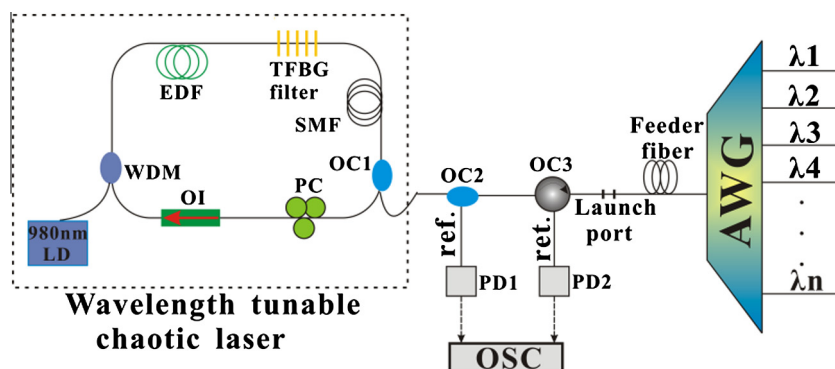 EDF
TFBG
filter
SMF
OC1
WDM
OI
PC
980nm
LD
Wavelength tunable
chaotic laser
OC2
OC3
ref.
ret.
PD1
PD2
OSC
Launch
port
Feeder
fiber
AWG
λ1
λ2
λ3
λ4
.
.
.
λn